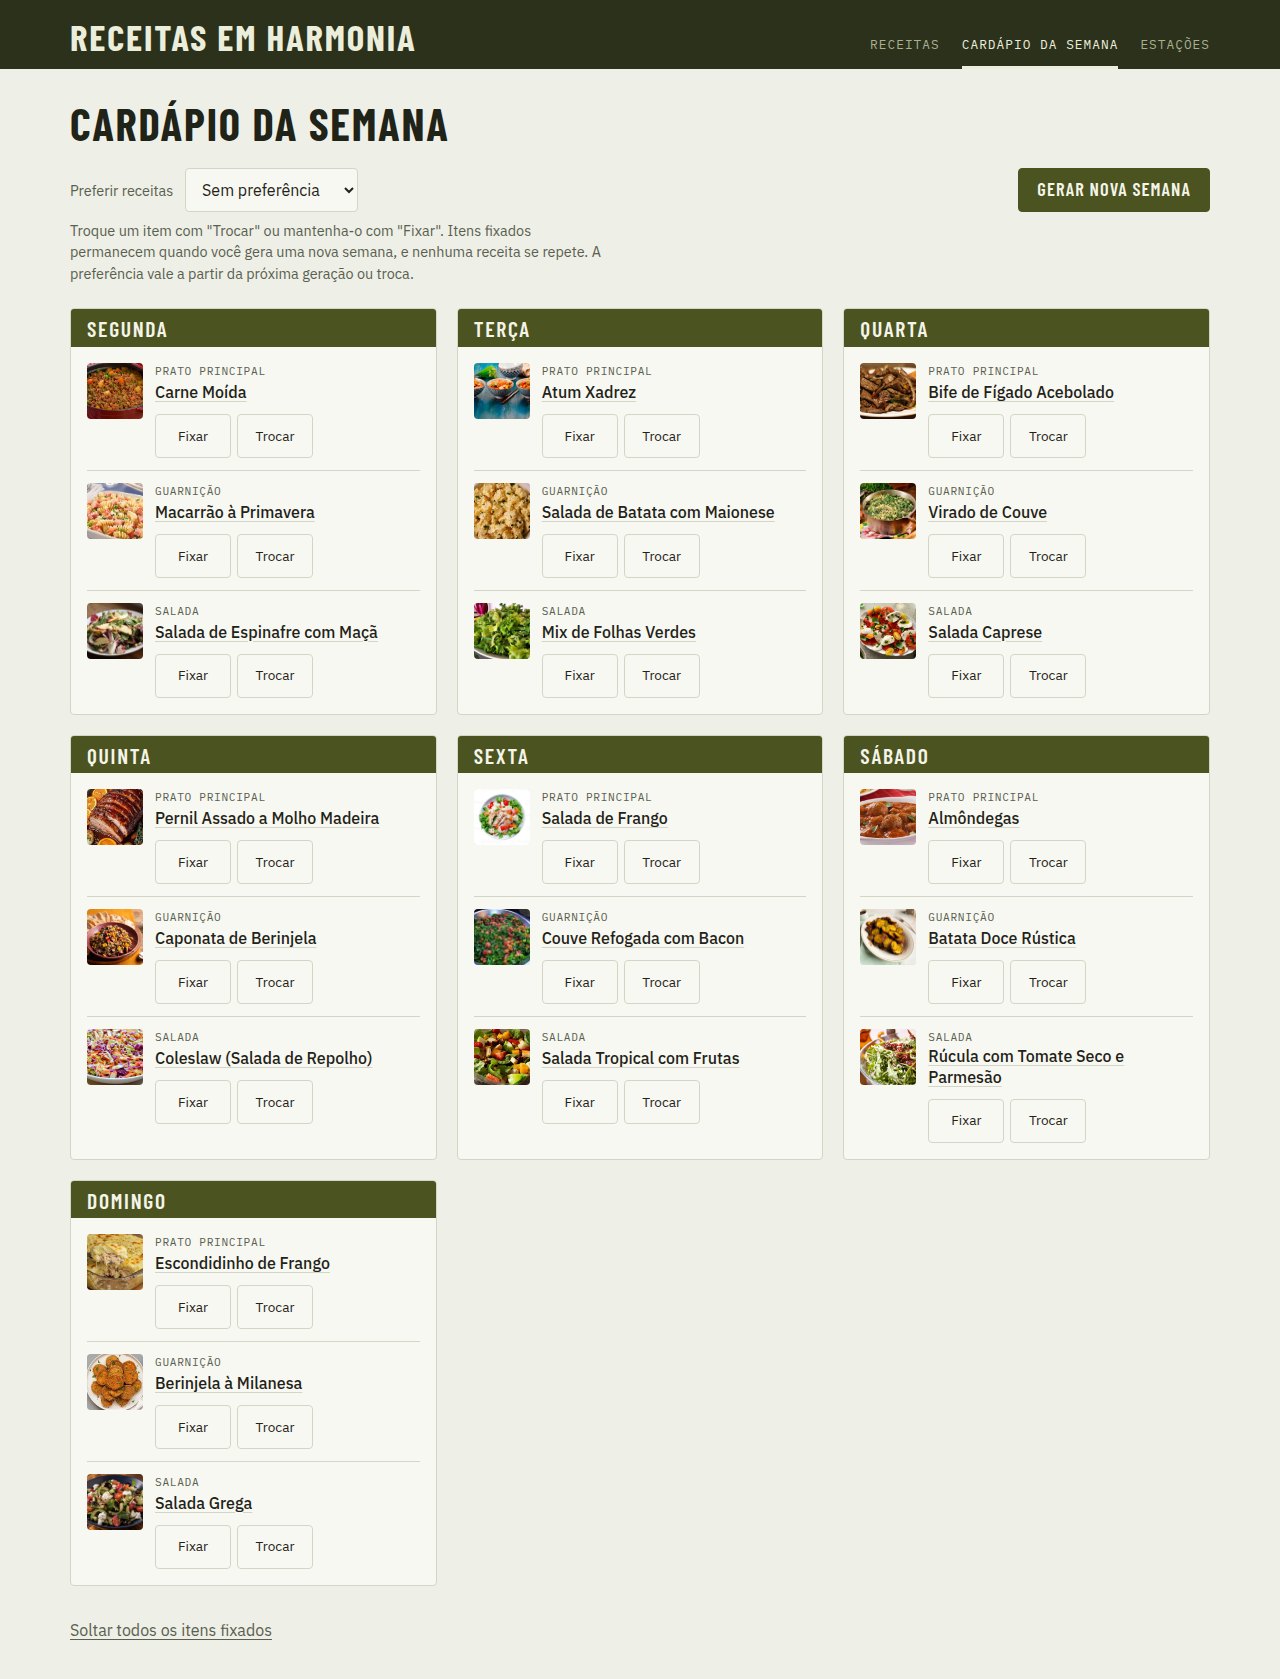 RECEITAS EM HARMONIA
RECEITAS
CARDÁPIO DA SEMANA
ESTAÇÕES
CARDÁPIO DA SEMANA
Preferir receitas
Sem preferência
GERAR NOVA SEMANA
Troque um item com "Trocar" ou mantenha-o com "Fixar". Itens fixados
permanecem quando você gera uma nova semana, e nenhuma receita se repete. A
preferência vale a partir da próxima geração ou troca.
SEGUNDA
PRATO PRINCIPAL
Carne Moída
Fixar
Trocar
GUARNIÇÃO
Macarrão à Primavera
Fixar
Trocar
SALADA
Salada de Espinafre com Maçã
Fixar
Trocar
TERÇA
PRATO PRINCIPAL
Atum Xadrez
Fixar
Trocar
GUARNIÇÃO
Salada de Batata com Maionese
Fixar
Trocar
SALADA
Mix de Folhas Verdes
Fixar
Trocar
QUARTA
PRATO PRINCIPAL
Bife de Fígado Acebolado
Fixar
Trocar
GUARNIÇÃO
Virado de Couve
Fixar
Trocar
SALADA
Salada Caprese
Fixar
Trocar
QUINTA
PRATO PRINCIPAL
Pernil Assado a Molho Madeira
Fixar
Trocar
GUARNIÇÃO
Caponata de Berinjela
Fixar
Trocar
SALADA
Coleslaw (Salada de Repolho)
Fixar
Trocar
SEXTA
PRATO PRINCIPAL
Salada de Frango
Fixar
Trocar
GUARNIÇÃO
Couve Refogada com Bacon
Fixar
Trocar
SALADA
Salada Tropical com Frutas
Fixar
Trocar
SÁBADO
PRATO PRINCIPAL
Almôndegas
Fixar
Trocar
GUARNIÇÃO
Batata Doce Rústica
Fixar
Trocar
SALADA
Rúcula com Tomate Seco e
Parmesão
Fixar
Trocar
DOMINGO
PRATO PRINCIPAL
Escondidinho de Frango
Fixar
Trocar
GUARNIÇÃO
Berinjela à Milanesa
Fixar
Trocar
SALADA
Salada Grega
Fixar
Trocar
Soltar todos os itens fixados